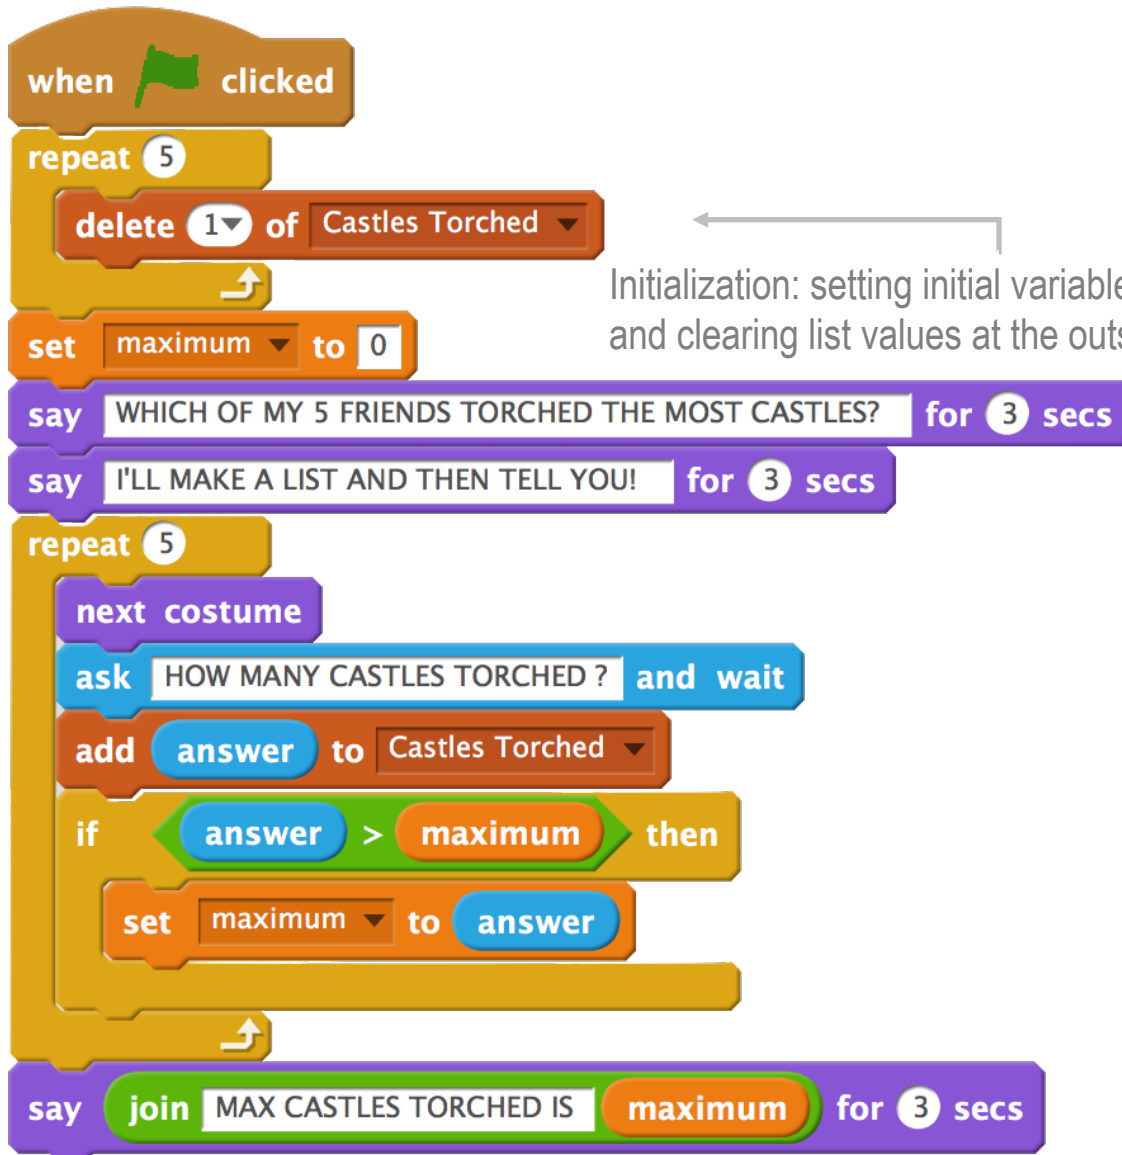 when clicked
repeat 5
delete 1 of Castles Torched
Initialization: setting initial variable
and clearing list values at the outs
set maximum to 0
say WHICH OF MY 5 FRIENDS TORCHED THE MOST CASTLES? for 3 secs
say I'LL MAKE A LIST AND THEN TELL YOU! for 3 secs
repeat 5
next costume
ask HOW MANY CASTLES TORCHED ? and wait
add answer to Castles Torched
if answer > maximum then
set maximum to answer
say join MAX CASTLES TORCHED IS maximum for 3 secs